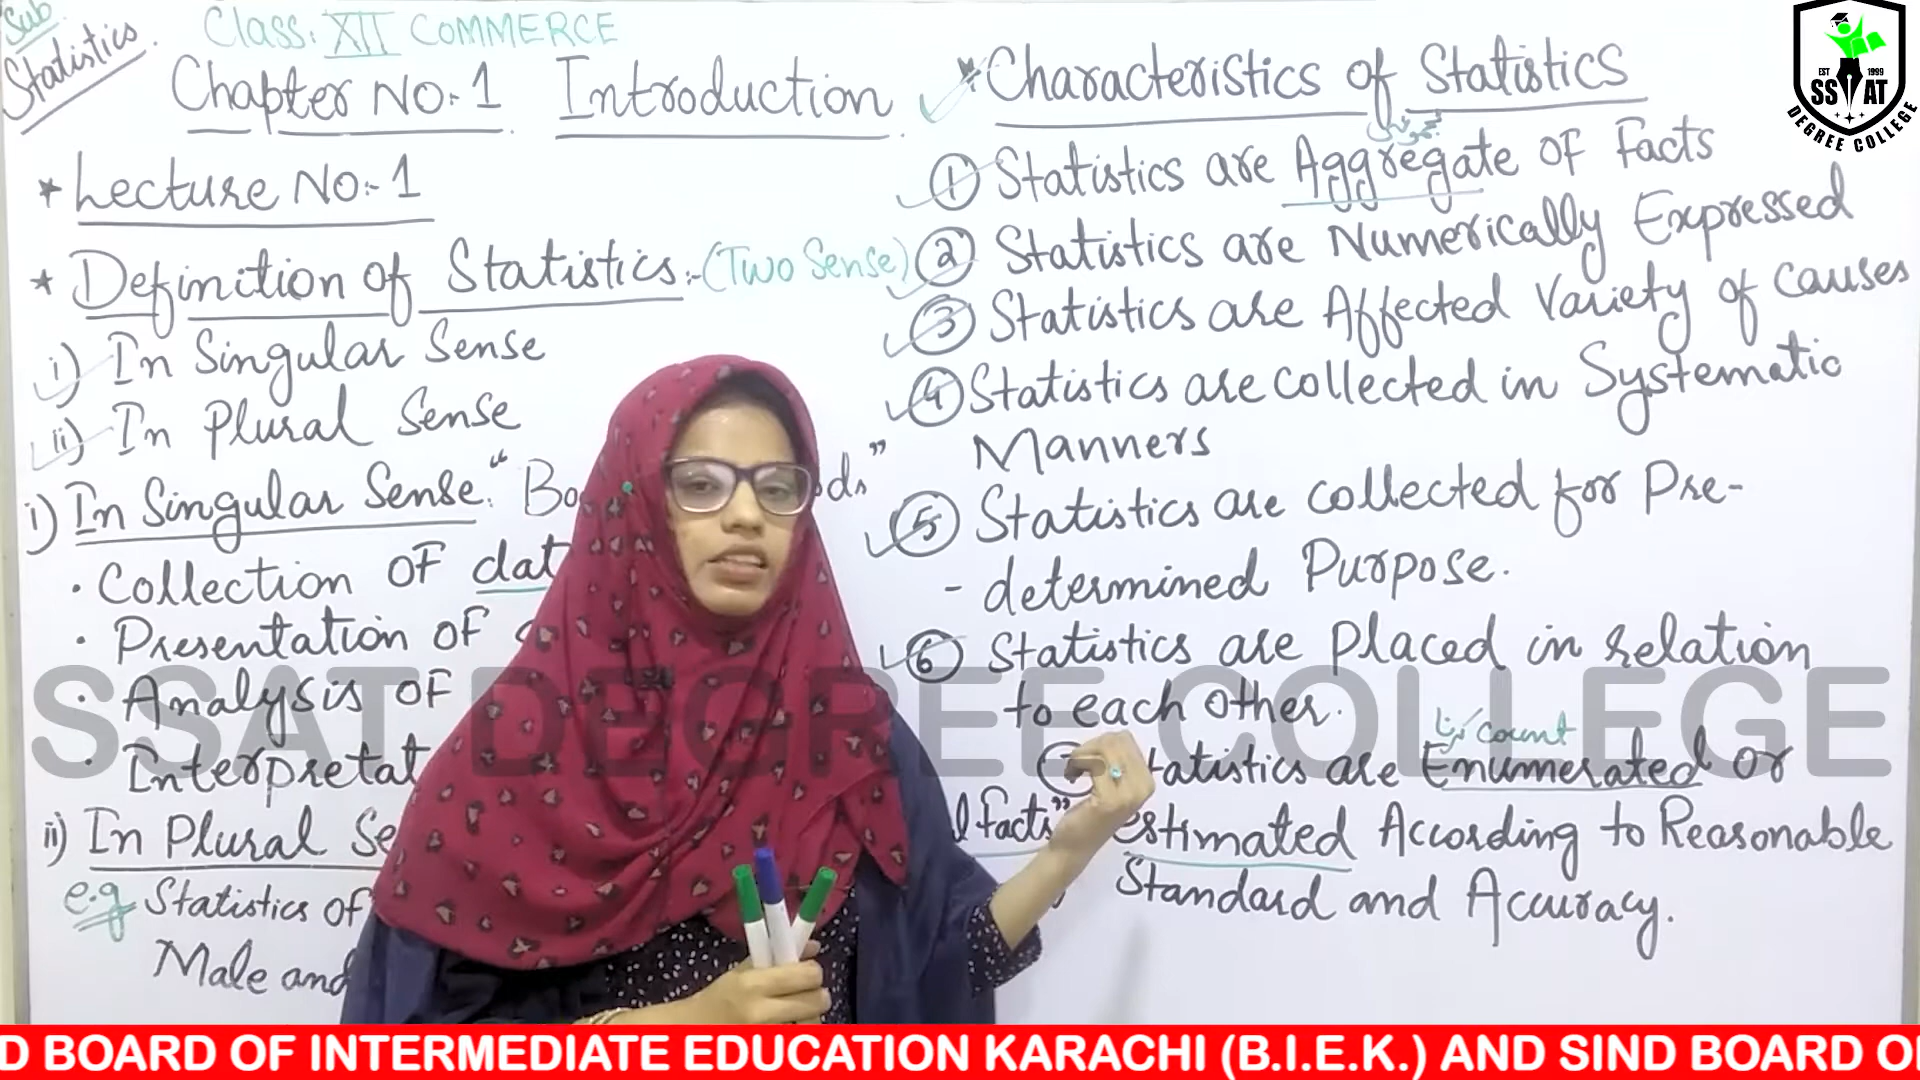 Sub
Statistics.
Class: XII COMMERCE
Chapter NO:- 1 Introduction
* Lecture NO:- 1
* Definition of Statistics:- (Two Sense)
i) In Singular Sense
ii) In Plural Sense
i) In Singular Sense: "Bo ods"
• Collection OF dat
• Presentation OF
• Analysis OF
• Interpretat
ii) In Plural Se l facts"
e.g Statistics OF
Male and
* Characteristics of Statistics
① Statistics are Aggregate OF Facts
② Statistics are Numerically Expressed
③ Statistics are Affected Variety of causes
④ Statistics are collected in Systematic
Manners
⑤ Statistics are collected for Pre-
- determined Purpose.
⑥ Statistics are placed in relation
to each other.
count
tatistics are Enumerated or
estimated According to Reasonable
Standard and Accuracy.
EST 1999
SSAT
DEGREE COLLEGE
SSAT DEGREE COLLEGE
D BOARD OF INTERMEDIATE EDUCATION KARACHI (B.I.E.K.) AND SIND BOARD O